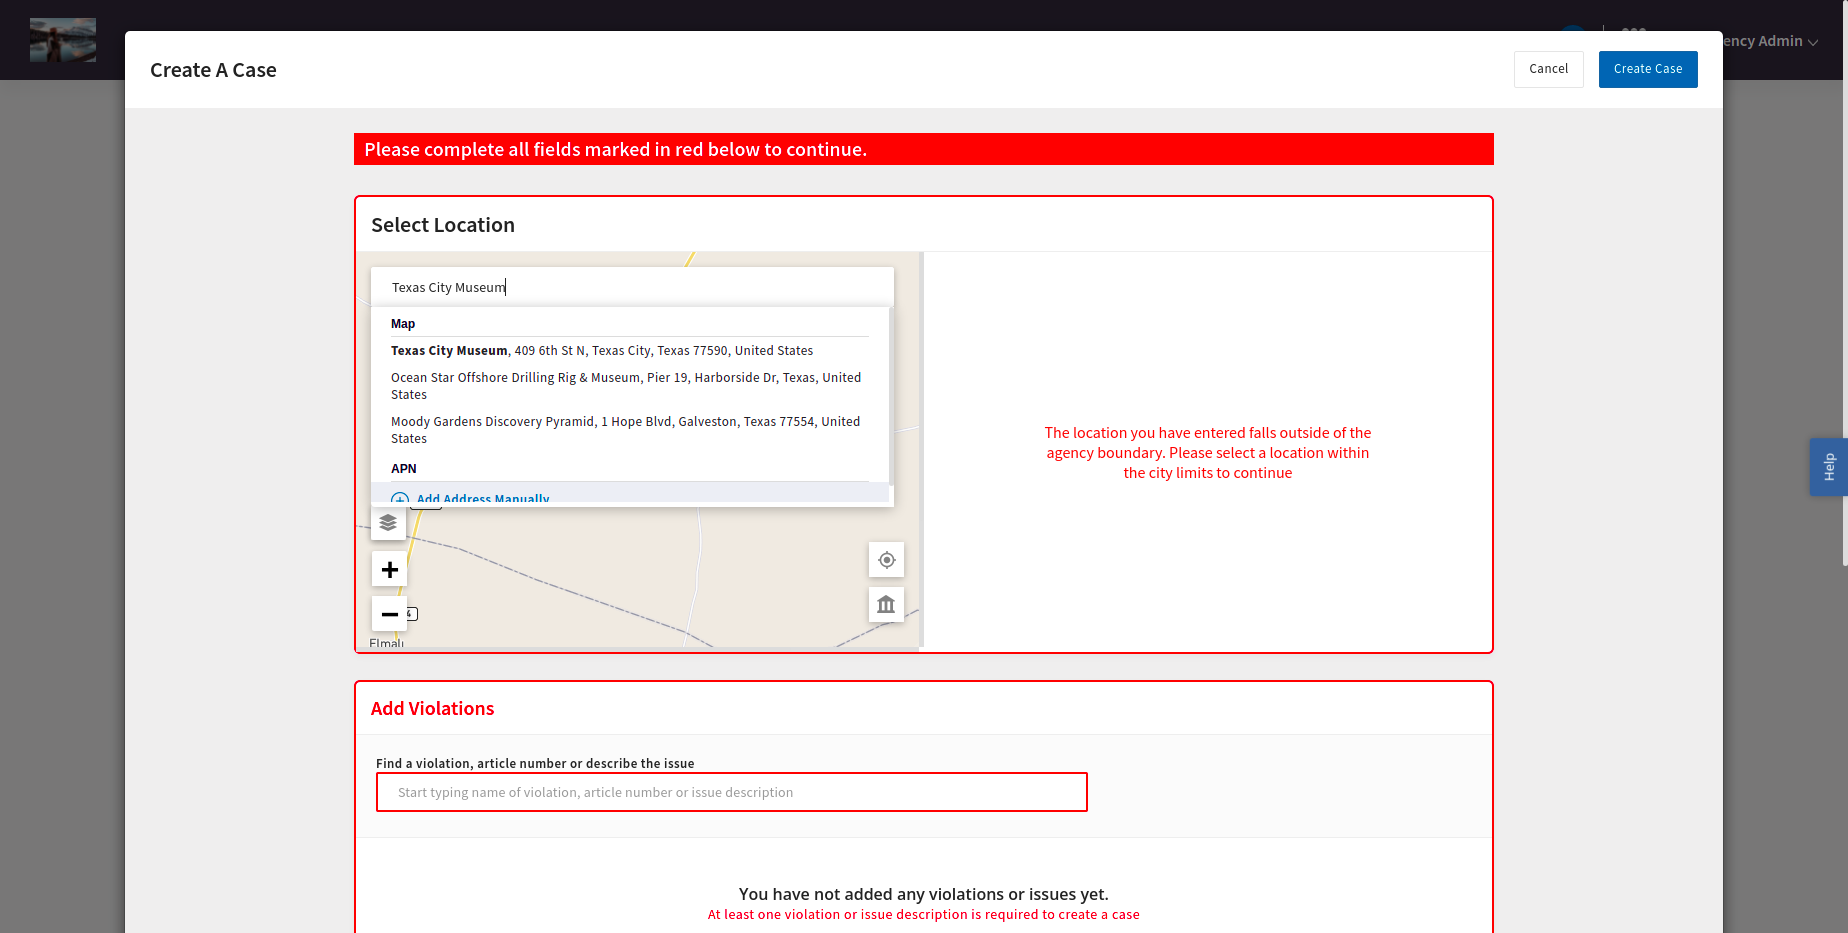 ency Admin
Create A Case
Cancel
Create Case
Please complete all fields marked in red below to continue.
Select Location
Texas City Museum
Map
Texas City Museum, 409 6th St N, Texas City, Texas 77590, United States
Ocean Star Offshore Drilling Rig & Museum, Pier 19, Harborside Dr, Texas, United
States
Moody Gardens Discovery Pyramid, 1 Hope Blvd, Galveston, Texas 77554, United
States
APN
Add Address Manually
The location you have entered falls outside of the
agency boundary. Please select a location within
the city limits to continue
Help
4
Elmalı
Add Violations
Find a violation, article number or describe the issue
Start typing name of violation, article number or issue description
You have not added any violations or issues yet.
At least one violation or issue description is required to create a case